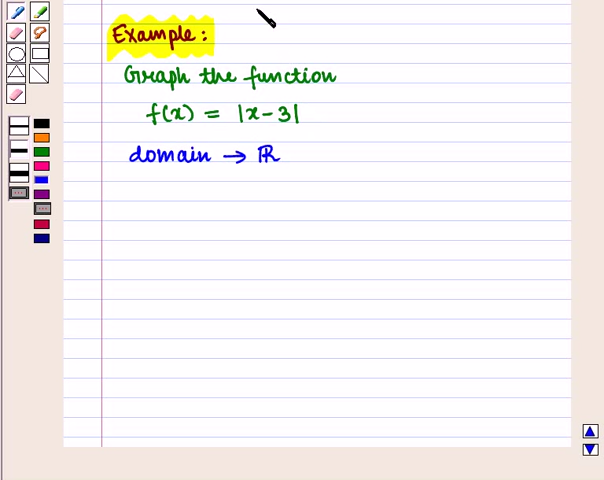 Example:
Graph the function
f(x) = |x-3|
domain → ℝ